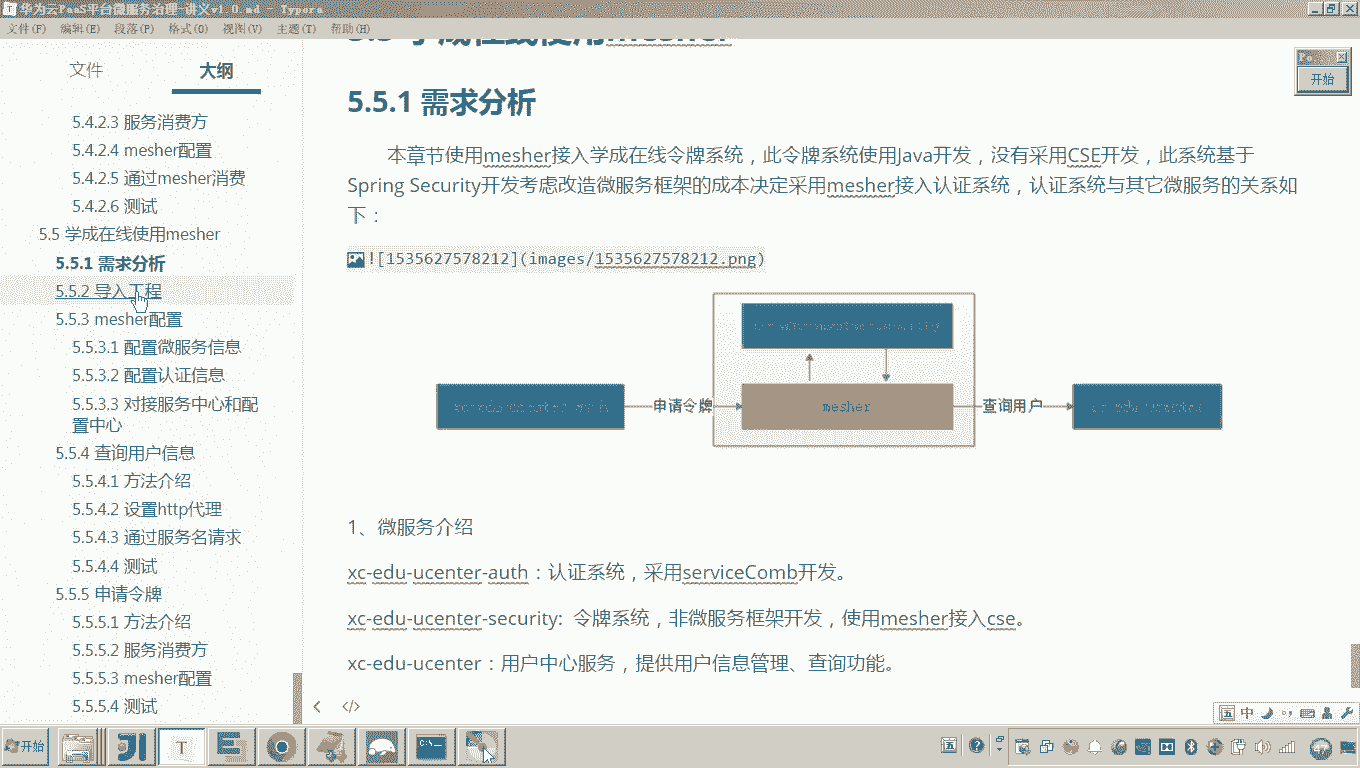 华为云PaaS平台微服务治理-讲义v1.0.md - Typora
文件(F) 编辑(E) 段落(P) 格式(O) 视图(V) 主题(T) 帮助(H)
文件 大纲
5.4.2.3 服务消费方
5.4.2.4 mesher配置
5.4.2.5 通过mesher消费
5.4.2.6 测试
5.5 学成在线使用mesher
5.5.1 需求分析
5.5.2 导入工程
5.5.3 mesher配置
5.5.3.1 配置微服务信息
5.5.3.2 配置认证信息
5.5.3.3 对接服务中心和配
置中心
5.5.4 查询用户信息
5.5.4.1 方法介绍
5.5.4.2 设置http代理
5.5.4.3 通过服务名请求
5.5.4.4 测试
5.5.5 申请令牌
5.5.5.1 方法介绍
5.5.5.2 服务消费方
5.5.5.3 mesher配置
5.5.5.4 测试
5.5 学成在线使用mesher
5.5.1 需求分析
本章节使用mesher接入学成在线令牌系统，此令牌系统使用Java开发，没有采用CSE开发，此系统基于
Spring Security开发考虑改造微服务框架的成本决定采用mesher接入认证系统，认证系统与其它微服务的关系如
下：
![1535627578212](images/1535627578212.png)
申请令牌
mesher
查询用户
1、微服务介绍
xc-edu-ucenter-auth：认证系统，采用serviceComb开发。
xc-edu-ucenter-security: 令牌系统，非微服务框架开发，使用mesher接入cse。
xc-edu-ucenter：用户中心服务，提供用户信息管理、查询功能。
开始
</>
五 中
开始
五